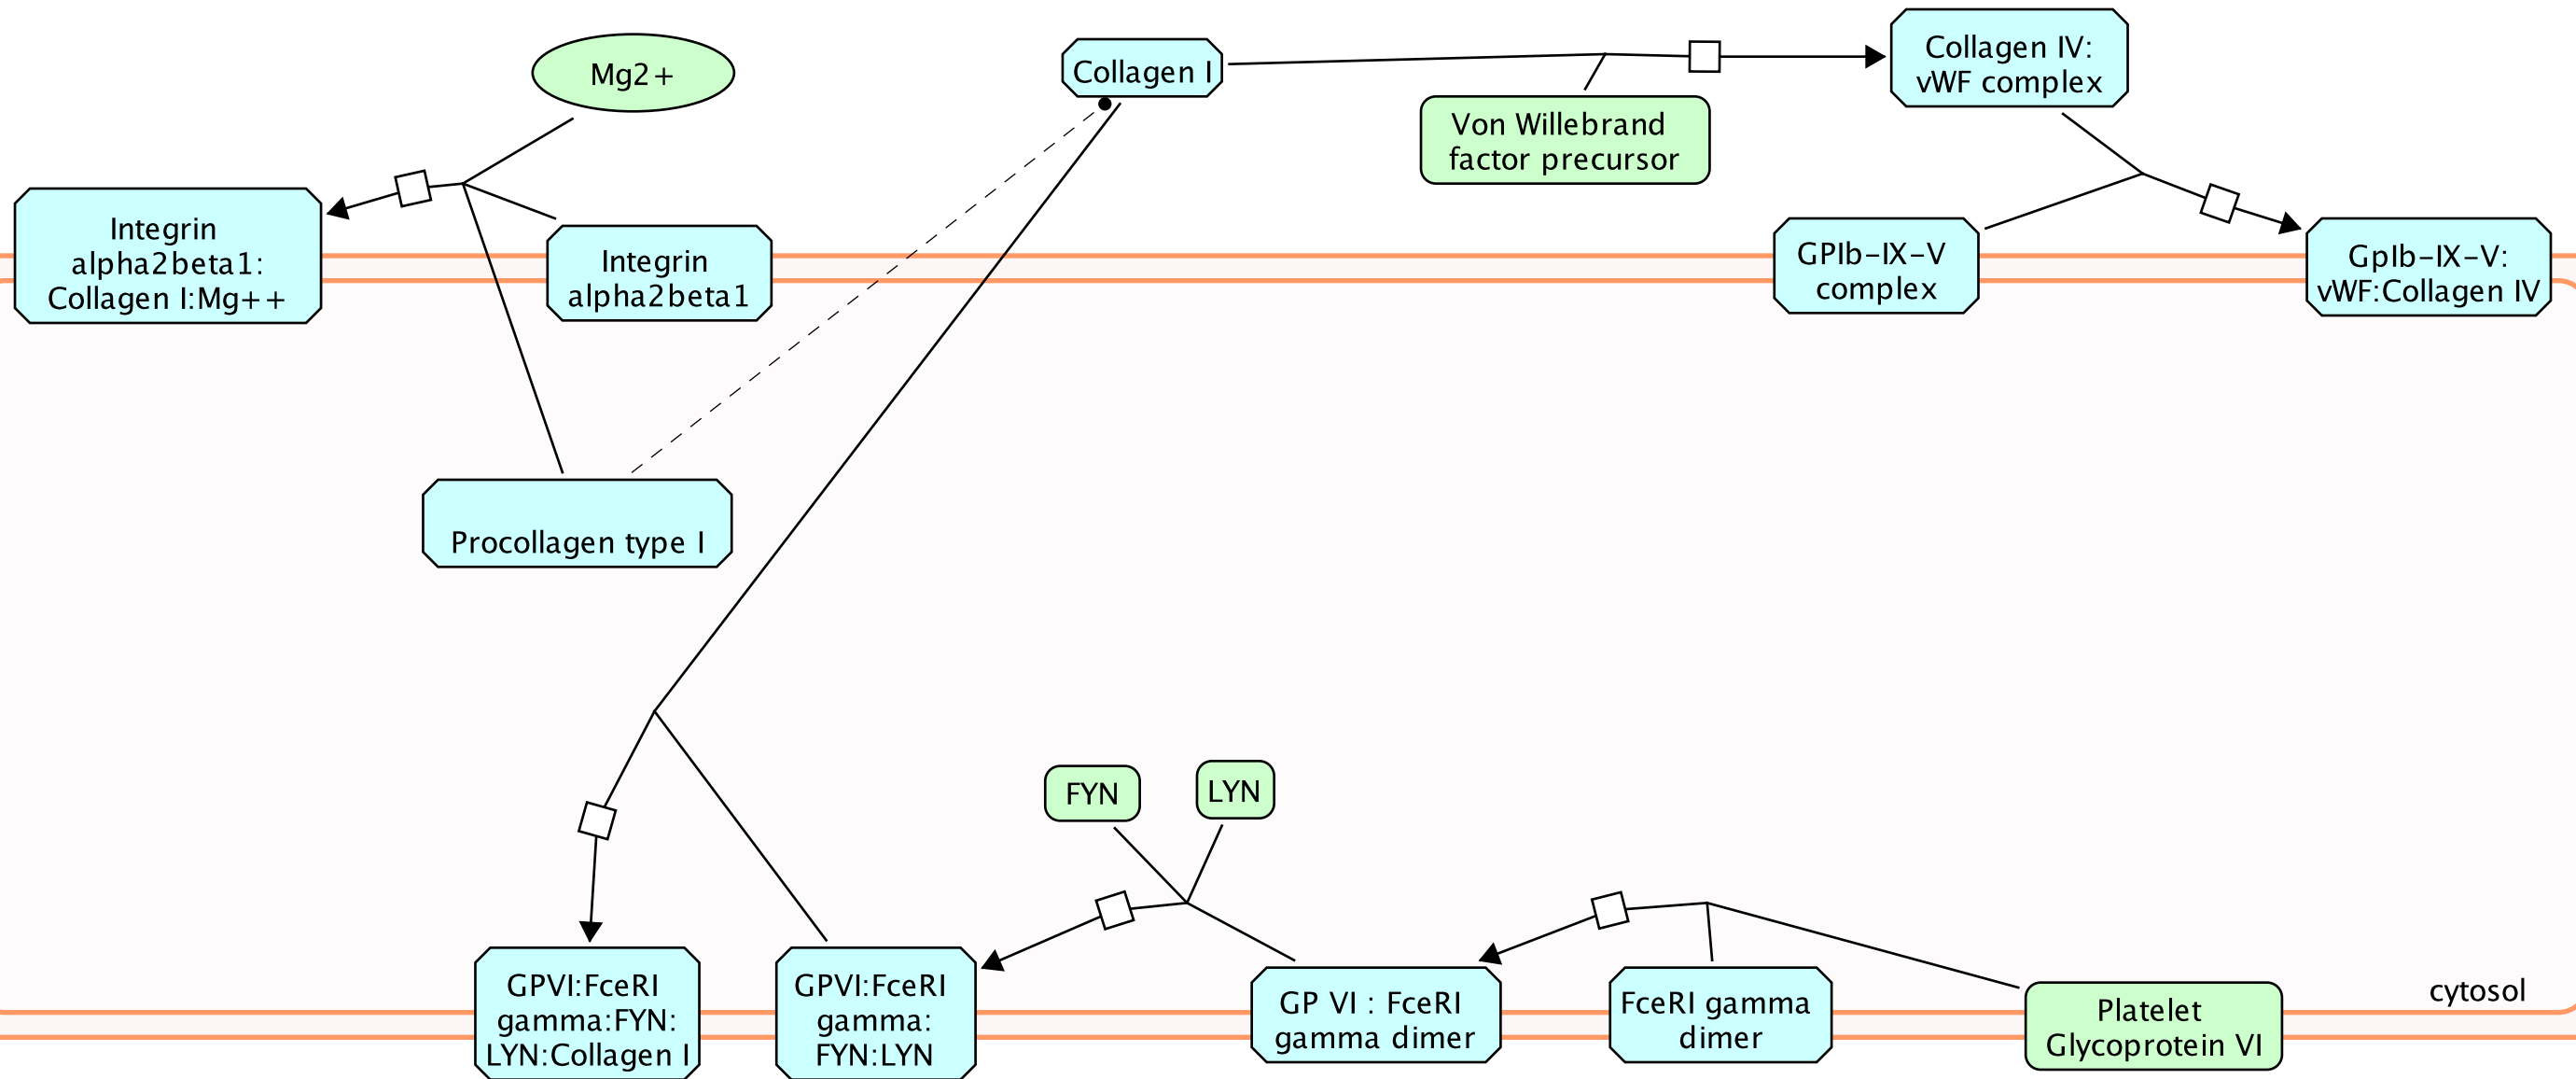 Mg2+
Collagen I
Collagen IV:
vWF complex
Von Willebrand
factor precursor
Integrin
alpha2beta1:
Collagen I:Mg++
Integrin
alpha2beta1
GPIb-IX-V
complex
GpIb-IX-V:
vWF:Collagen IV
Procollagen type I
FYN
LYN
GPVI:FceRI
gamma:FYN:
LYN:Collagen I
GPVI:FceRI
gamma:
FYN:LYN
GP VI : FceRI
gamma dimer
FceRI gamma
dimer
Platelet
Glycoprotein VI
cytosol